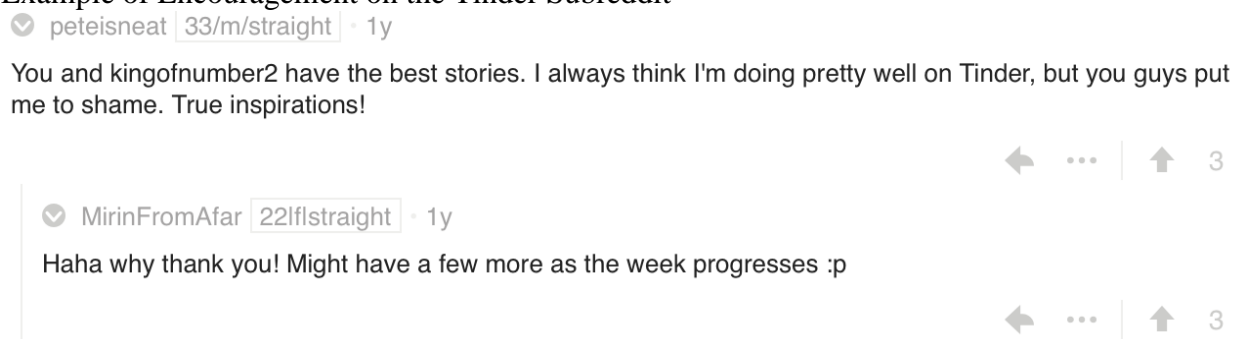 Example of Encouragement on the Tinder Subreddit
peteisneat 33/m/straight · 1y
You and kingofnumber2 have the best stories. I always think I'm doing pretty well on Tinder, but you guys put
me to shame. True inspirations!
3
MirinFromAfar 22lflstraight · 1y
Haha why thank you! Might have a few more as the week progresses :p
3